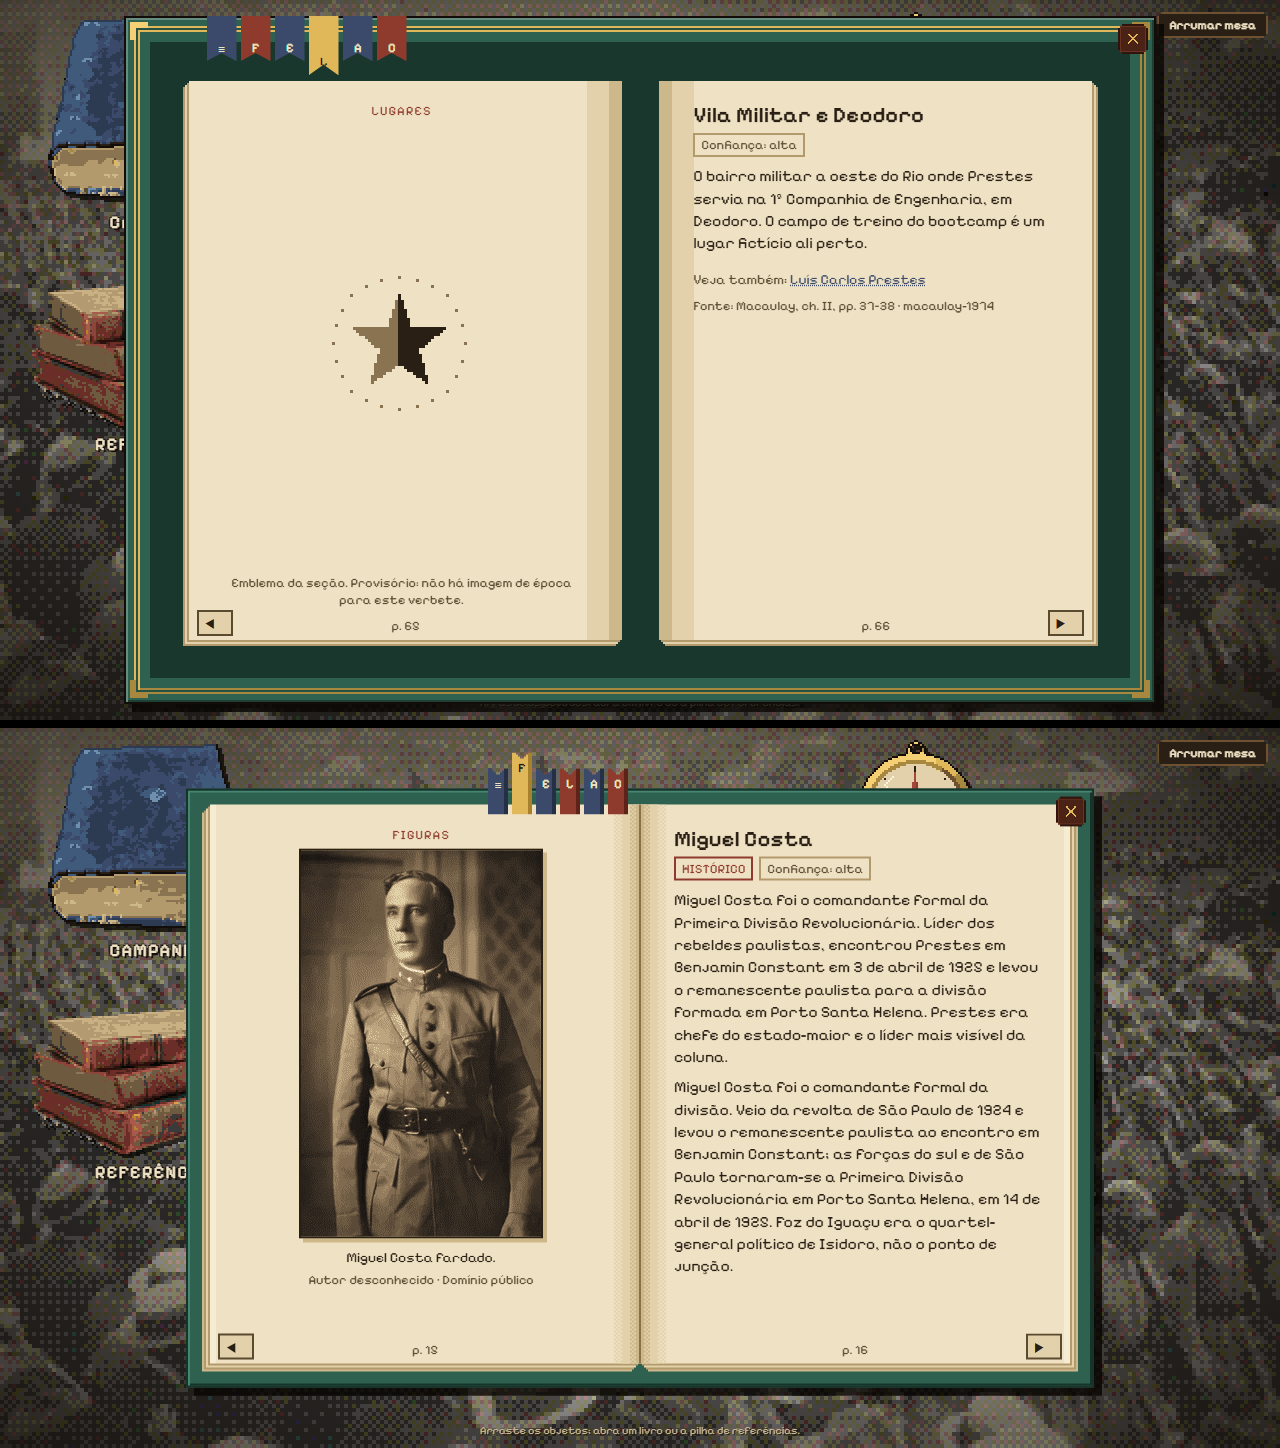 Arrumar mesa
≡ F E L A O
LUGARES
Emblema da seção. Provisório: não há imagem de época
para este verbete.
p. 65
Vila Militar e Deodoro
Confiança: alta
O bairro militar a oeste do Rio onde Prestes
servia na 1ª Companhia de Engenharia, em
Deodoro. O campo de treino do bootcamp é um
lugar fictício ali perto.
Veja também: Luís Carlos Prestes
Fonte: Macaulay, ch. II, pp. 37-38 · macaulay-1974
p. 66
REF
Arrumar mesa
≡ F E L A O
FIGURAS
Miguel Costa fardado.
Autor desconhecido · Domínio público
p. 15
Miguel Costa
HISTÓRICO
Confiança: alta
Miguel Costa foi o comandante formal da
Primeira Divisão Revolucionária. Líder dos
rebeldes paulistas, encontrou Prestes em
Benjamin Constant em 3 de abril de 1925 e levou
o remanescente paulista para a divisão
formada em Porto Santa Helena. Prestes era
chefe do estado-maior e o líder mais visível da
coluna.
Miguel Costa foi o comandante formal da
divisão. Veio da revolta de São Paulo de 1924 e
levou o remanescente paulista ao encontro em
Benjamin Constant; as forças do sul e de São
Paulo tornaram-se a Primeira Divisão
Revolucionária em Porto Santa Helena, em 14 de
abril de 1925. Foz do Iguaçu era o quartel-
general político de Isidoro, não o ponto de
junção.
p. 16
CAMPAN
REFERÊNC
Arraste os objetos; abra um livro ou a pilha de referências.